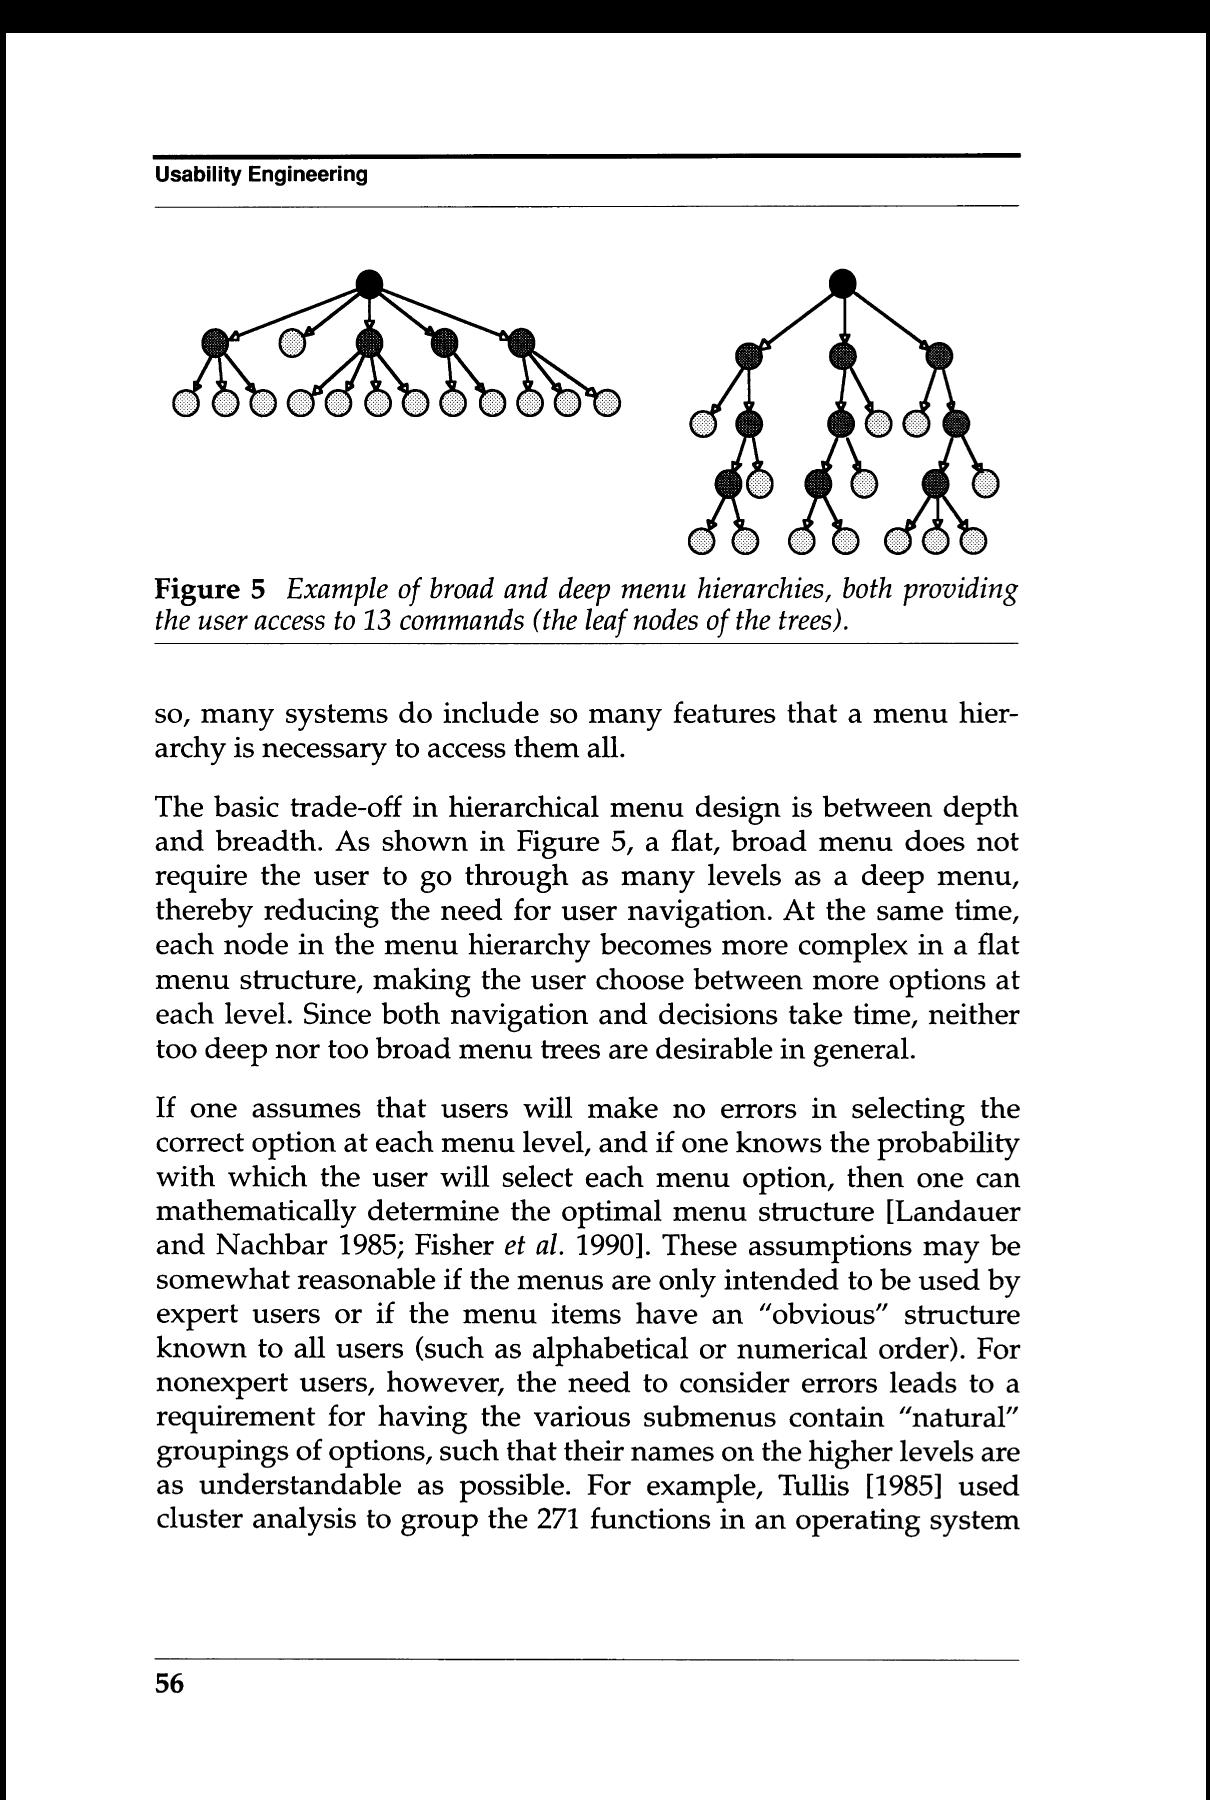 Usability Engineering
Figure 5 Example of broad and deep menu hierarchies, both providing
the user access to 13 commands (the leaf nodes of the trees).
so, many systems do include so many features that a menu hier-
archy is necessary to access them all.
The basic trade-off in hierarchical menu design is between depth
and breadth. As shown in Figure 5, a flat, broad menu does not
require the user to go through as many levels as a deep menu,
thereby reducing the need for user navigation. At the same time,
each node in the menu hierarchy becomes more complex in a flat
menu structure, making the user choose between more options at
each level. Since both navigation and decisions take time, neither
too deep nor too broad menu trees are desirable in general.
If one assumes that users will make no errors in selecting the
correct option at each menu level, and if one knows the probability
with which the user will select each menu option, then one can
mathematically determine the optimal menu structure [Landauer
and Nachbar 1985; Fisher et al. 1990]. These assumptions may be
somewhat reasonable if the menus are only intended to be used by
expert users or if the menu items have an “obvious” structure
known to all users (such as alphabetical or numerical order). For
nonexpert users, however, the need to consider errors leads to a
requirement for having the various submenus contain “natural”
groupings of options, such that their names on the higher levels are
as understandable as possible. For example, Tullis [1985] used
cluster analysis to group the 271 functions in an operating system
56